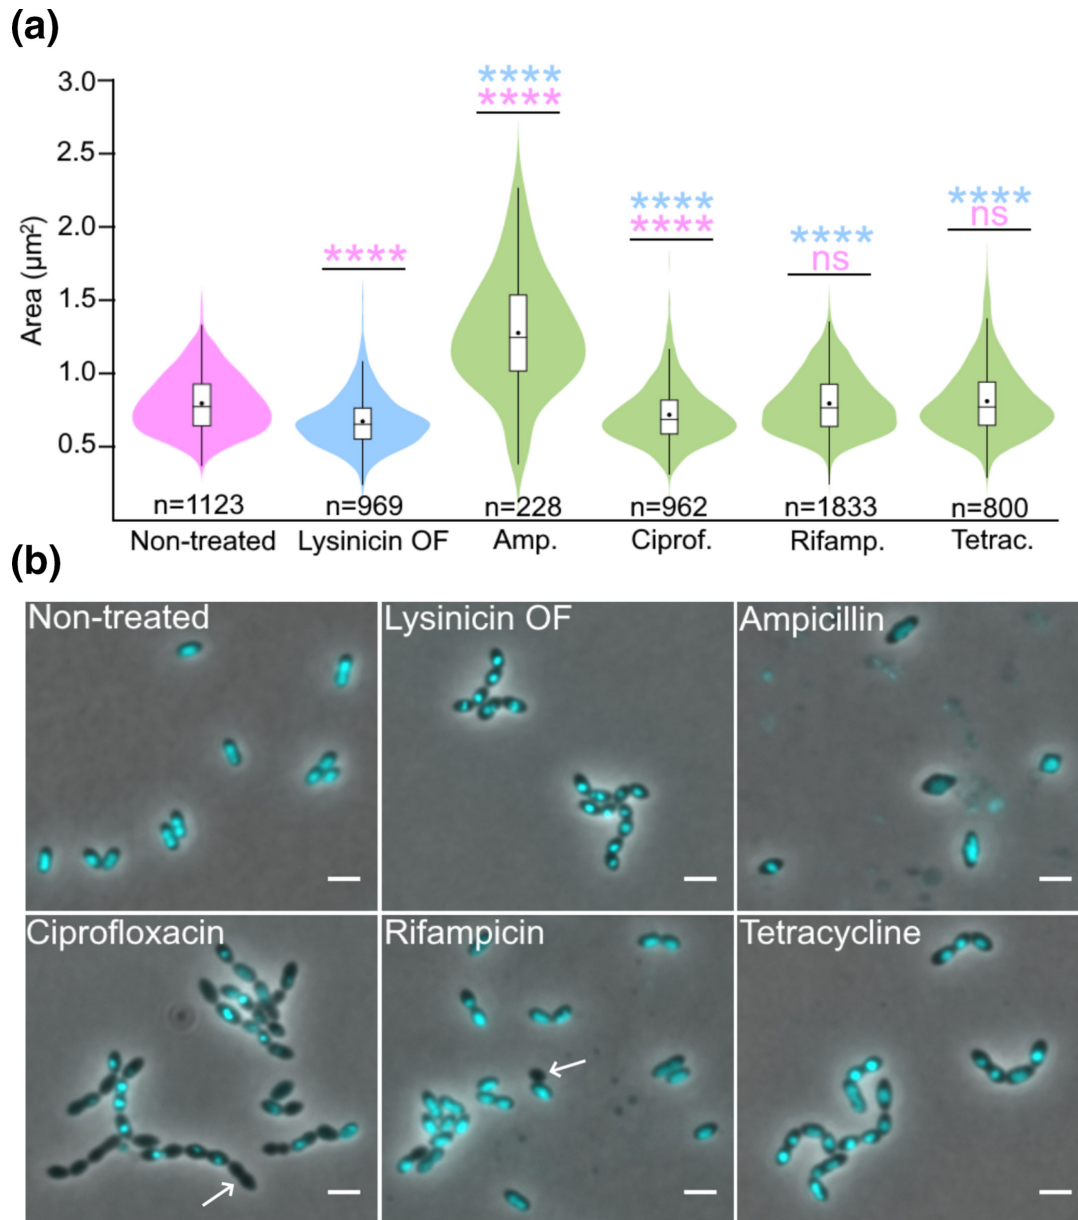 (a)
3.0
2.5
2.0
1.5
1.0
0.5
Area (μm²)
****
****
****
****
****
****
ns
****
ns
n=1123 n=969 n=228 n=962 n=1833 n=800
Non-treated Lysinicin OF Amp. Ciprof. Rifamp. Tetrac.
(b)
Non-treated Lysinicin OF Ampicillin
Ciprofloxacin Rifampicin Tetracycline